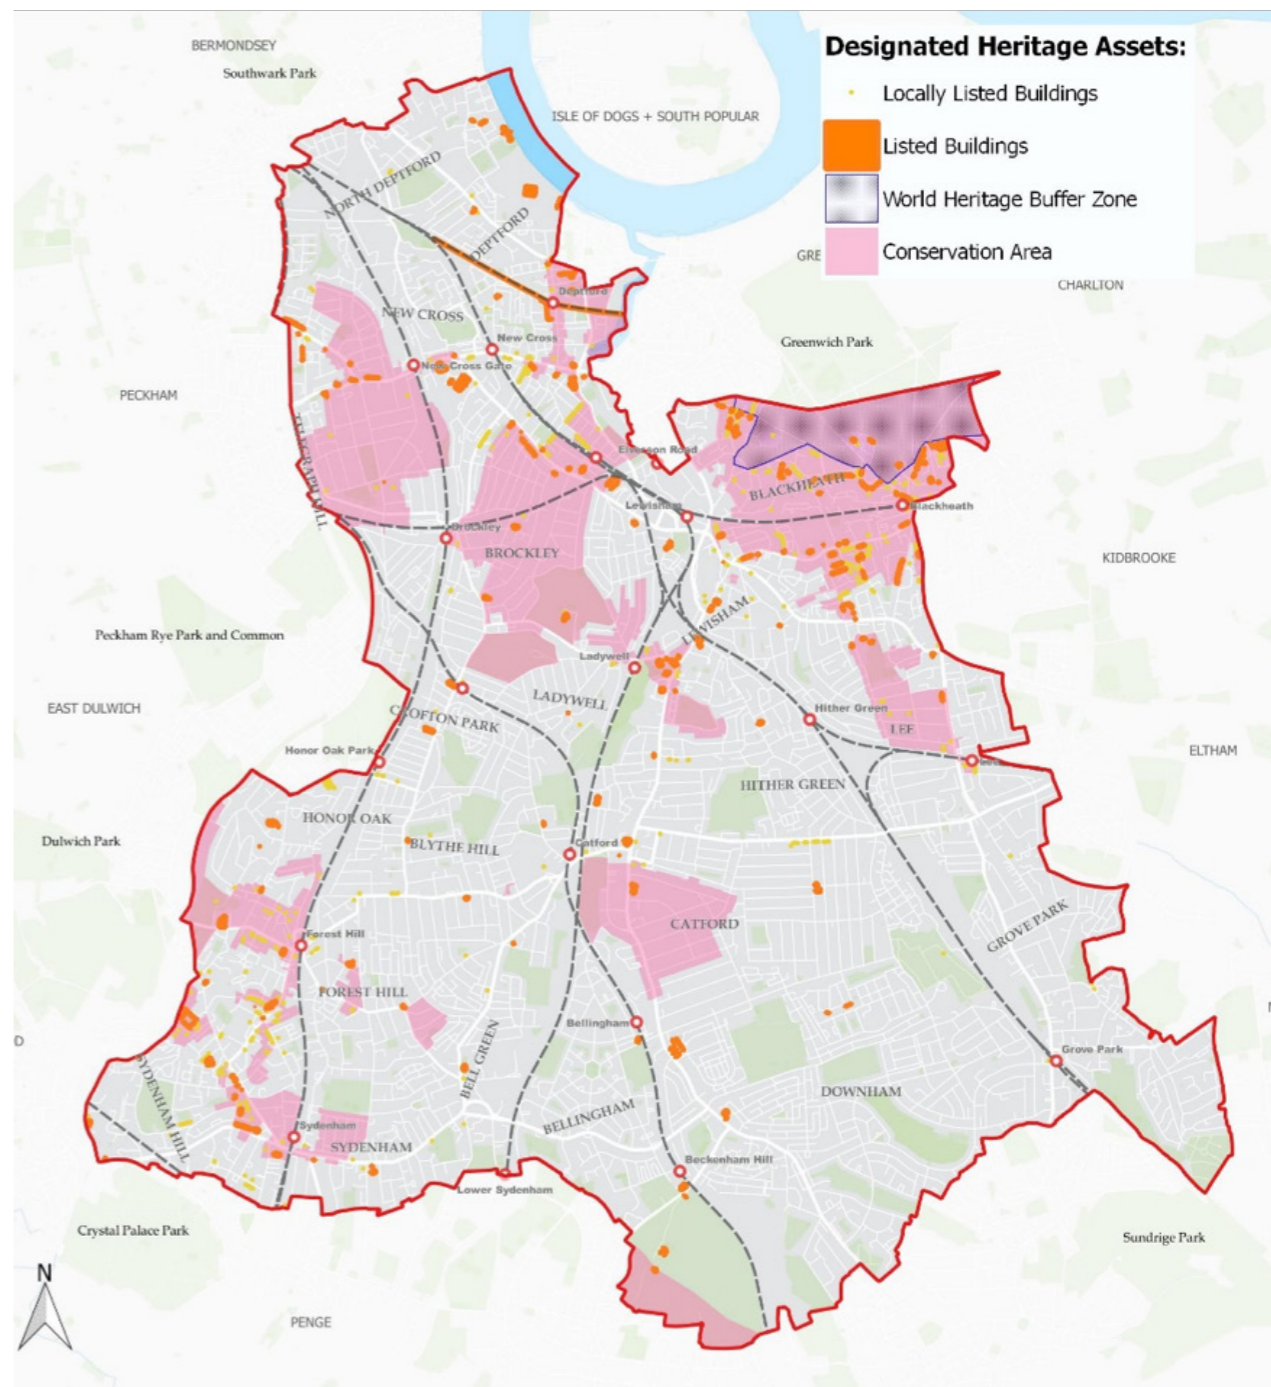 Designated Heritage Assets:
Locally Listed Buildings
Listed Buildings
World Heritage Buffer Zone
Conservation Area
BERMONDSEY
Southwark Park
ISLE OF DOGS + SOUTH POPULAR
NORTH DEPTFORD
DEPTFORD
GRE
CHARLTON
Deptford
NEW CROSS
New Cross
Greenwich Park
New Cross Gate
PECKHAM
TELEGRAPH HILL
Elverson Road
BLACKHEATH
Lewisham
Blackheath
Brockley
BROCKLEY
KIDBROOKE
LEWISHAM
Peckham Rye Park and Common
Ladywell
LADYWELL
EAST DULWICH
CROFTON PARK
Hither Green
LEE
Honor Oak Park
ELTHAM
Lee
HITHER GREEN
HONOR OAK
Dulwich Park
BLYTHE HILL
Catford
CATFORD
GROVE PARK
Forest Hill
FOREST HILL
Bellingham
D
BELL GREEN
Grove Park
SYDENHAM HILL
DOWNHAM
BELLINGHAM
Sydenham
SYDENHAM
Beckenham Hill
Lower Sydenham
Crystal Palace Park
Sundrige Park
N
PENGE